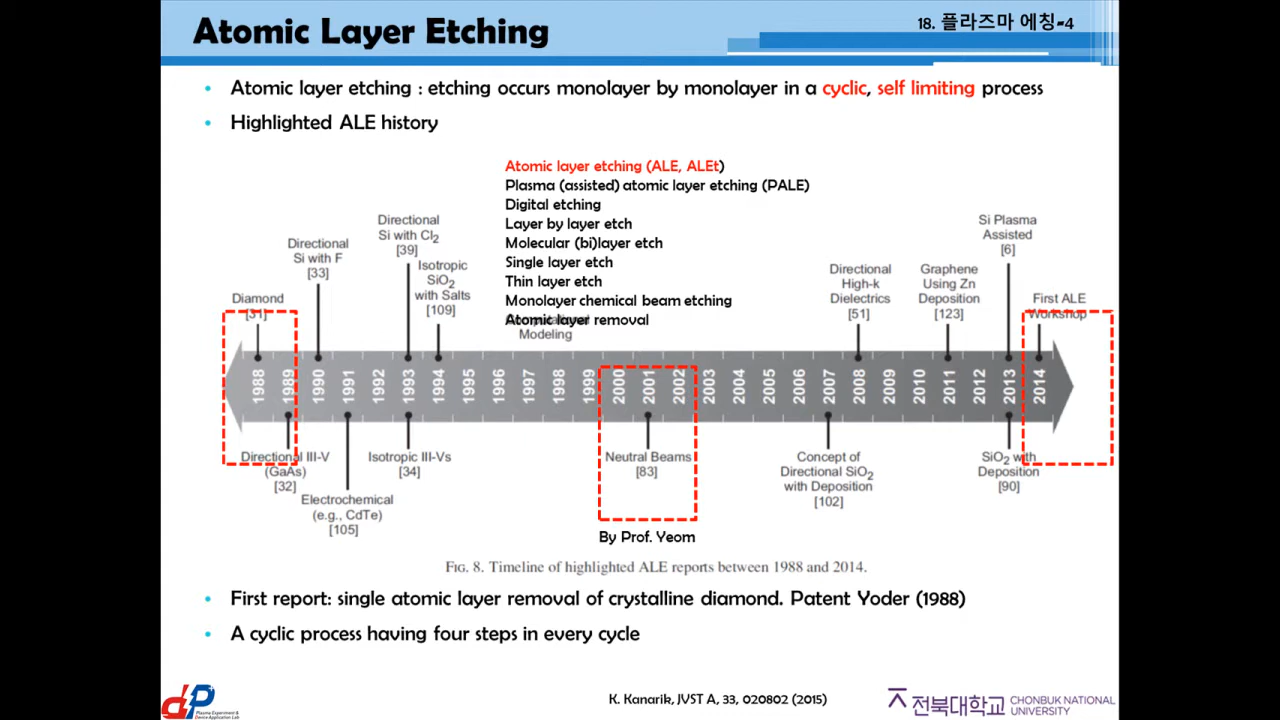 Atomic Layer Etching
18. 플라즈마 에칭-4
• Atomic layer etching : etching occurs monolayer by monolayer in a cyclic, self limiting process
• Highlighted ALE history
Atomic layer etching (ALE, ALEt)
Plasma (assisted) atomic layer etching (PALE)
Digital etching
Layer by layer etch
Molecular (bi)layer etch
Single layer etch
Thin layer etch
Monolayer chemical beam etching
Atomic layer removal
Modeling
Diamond
[31]
Directional
Si with F
[33]
Directional
Si with Cl2
[39]
Isotropic
SiO2
with Salts
[109]
Directional
High-k
Dielectrics
[51]
Graphene
Using Zn
Deposition
[123]
Si Plasma
Assisted
[6]
First ALE
Workshop
1988 1989 1990 1991 1992 1993 1994 1995 1996 1997 1998 1999 2000 2001 2002 2003 2004 2005 2006 2007 2008 2009 2010 2011 2012 2013 2014
Directional III-V
(GaAs)
[32]
Electrochemical
(e.g., CdTe)
[105]
Isotropic III-Vs
[34]
Neutral Beams
[83]
Concept of
Directional SiO2
with Deposition
[102]
SiO2 with
Deposition
[90]
By Prof. Yeom
FIG. 8. Timeline of highlighted ALE reports between 1988 and 2014.
• First report: single atomic layer removal of crystalline diamond. Patent Yoder (1988)
• A cyclic process having four steps in every cycle
dP
Plasma Experiment &
Device Application Lab
K. Kanarik, JVST A, 33, 020802 (2015)
전북대학교
CHONBUK NATIONAL
UNIVERSITY